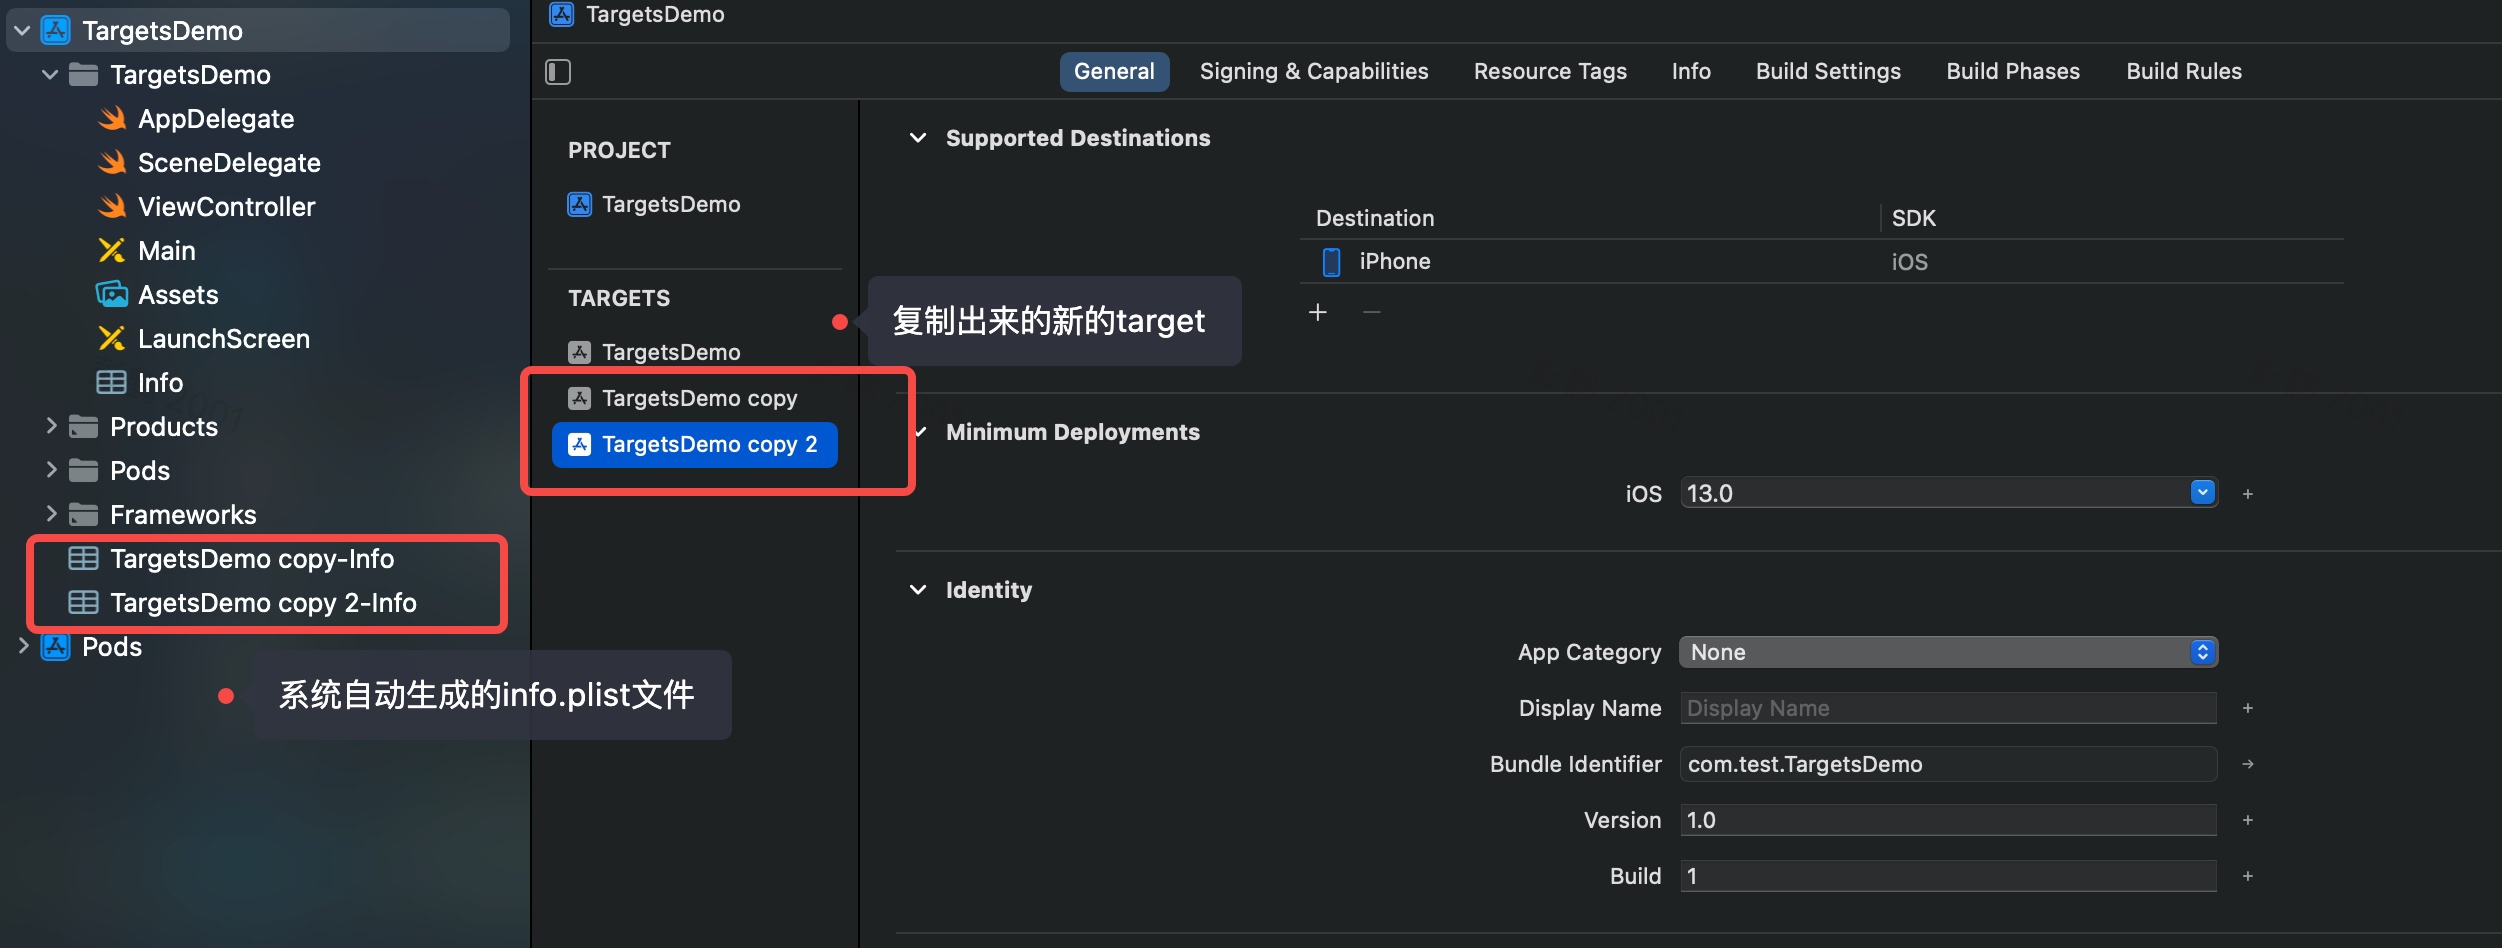 TargetsDemo
TargetsDemo
AppDelegate
SceneDelegate
ViewController
Main
Assets
LaunchScreen
Info
Products
Pods
Frameworks
TargetsDemo copy-Info
TargetsDemo copy 2-Info
Pods
系统自动生成的info.plist文件
TargetsDemo
General Signing & Capabilities Resource Tags Info Build Settings Build Phases Build Rules
PROJECT
TargetsDemo
TARGETS
TargetsDemo
TargetsDemo copy
TargetsDemo copy 2
复制出来的新的target
Supported Destinations
Destination SDK
iPhone iOS
Minimum Deployments
iOS 13.0
Identity
App Category None
Display Name Display Name
Bundle Identifier com.test.TargetsDemo
Version 1.0
Build 1